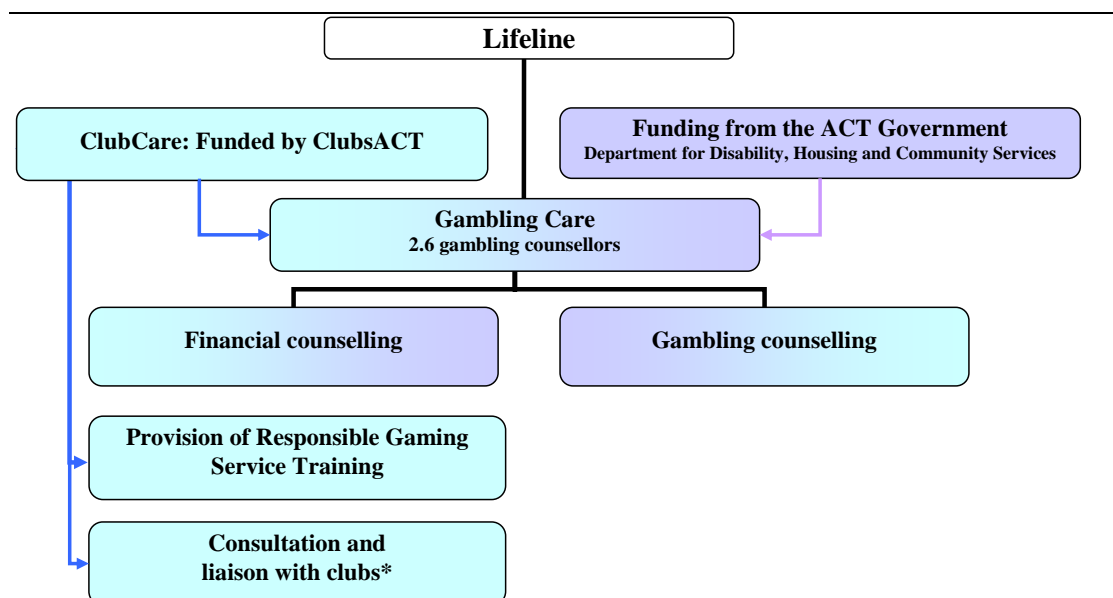 Lifeline
ClubCare: Funded by ClubsACT
Funding from the ACT Government
Department for Disability, Housing and Community Services
Gambling Care
2.6 gambling counsellors
Financial counselling
Gambling counselling
Provision of Responsible Gaming
Service Training
Consultation and
liaison with clubs*